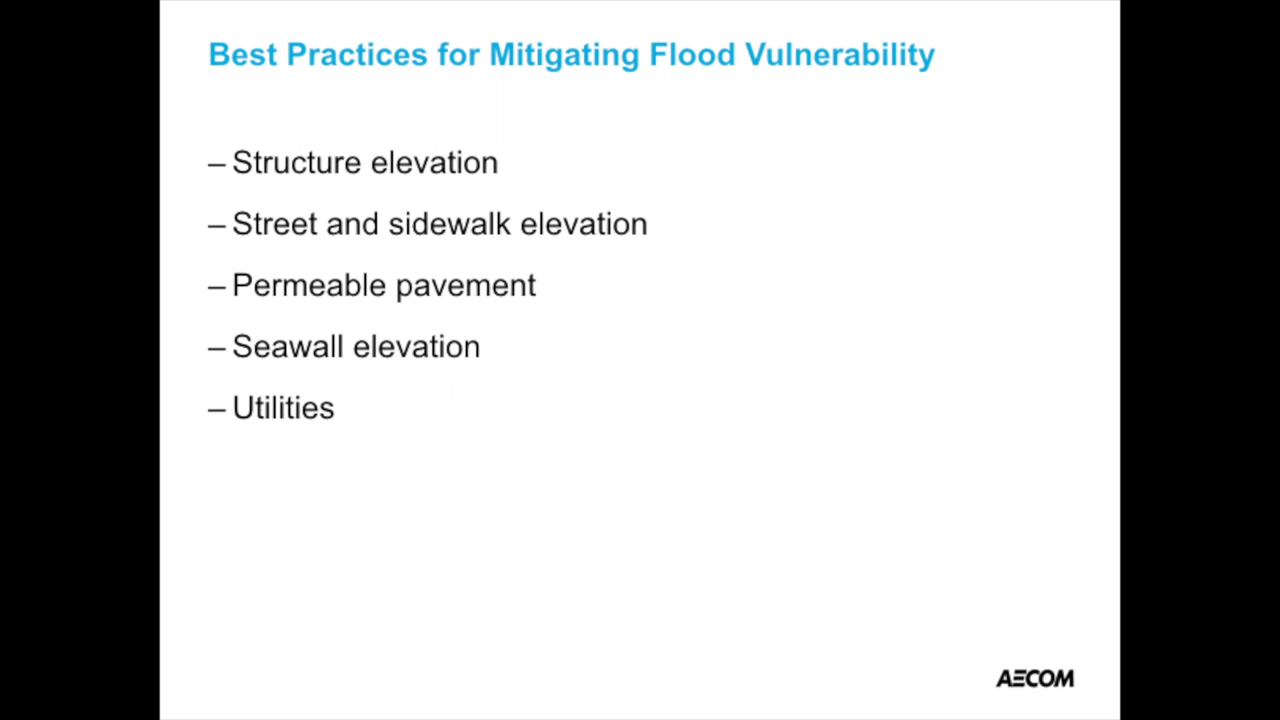 Best Practices for Mitigating Flood Vulnerability
– Structure elevation
– Street and sidewalk elevation
– Permeable pavement
– Seawall elevation
– Utilities
AECOM